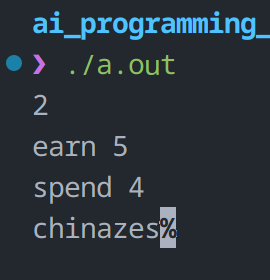 ai_programming_
❯ ./a.out
2
earn 5
spend 4
chinazes%